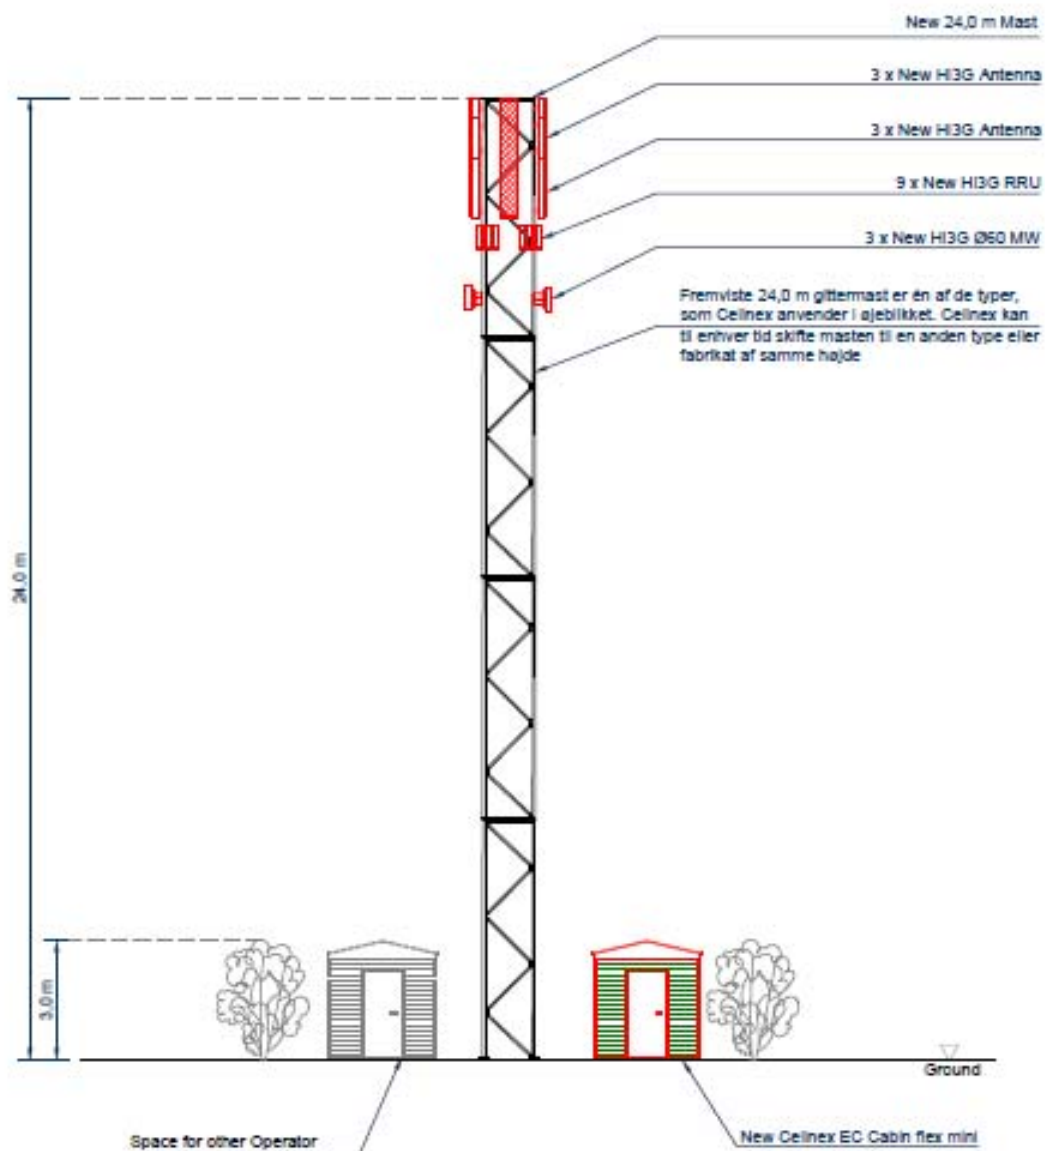 New 24,0 m Mast
3 x New HI3G Antenna
3 x New HI3G Antenna
9 x New HI3G RRU
3 x New HI3G Ø60 MW
Fremviste 24,0 m gittermast er én af de typer,
som Cellnex anvender i øjeblikket. Cellnex kan
til enhver tid skifte masten til en anden type eller
fabrikat af samme højde
24.0 m
3.0 m
Ground
Space for other Operator
New Cellnex EC Cabin flex mini